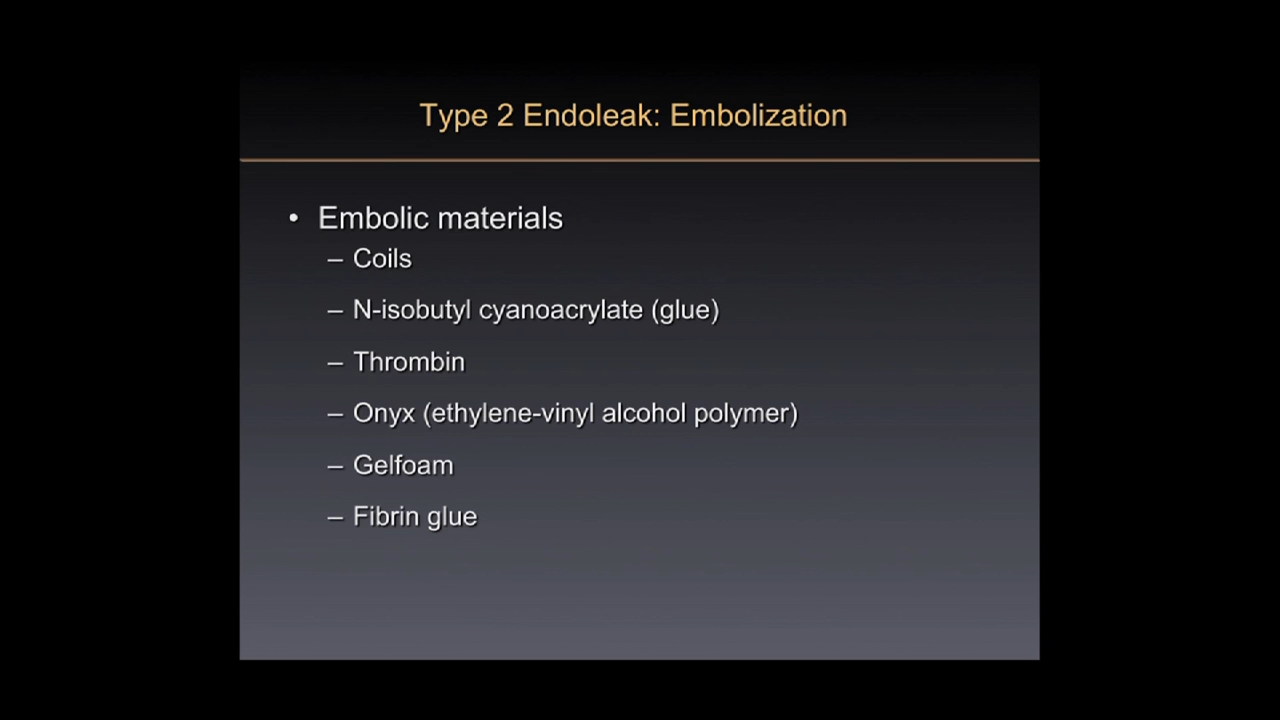 Type 2 Endoleak: Embolization
• Embolic materials
– Coils
– N-isobutyl cyanoacrylate (glue)
– Thrombin
– Onyx (ethylene-vinyl alcohol polymer)
– Gelfoam
– Fibrin glue